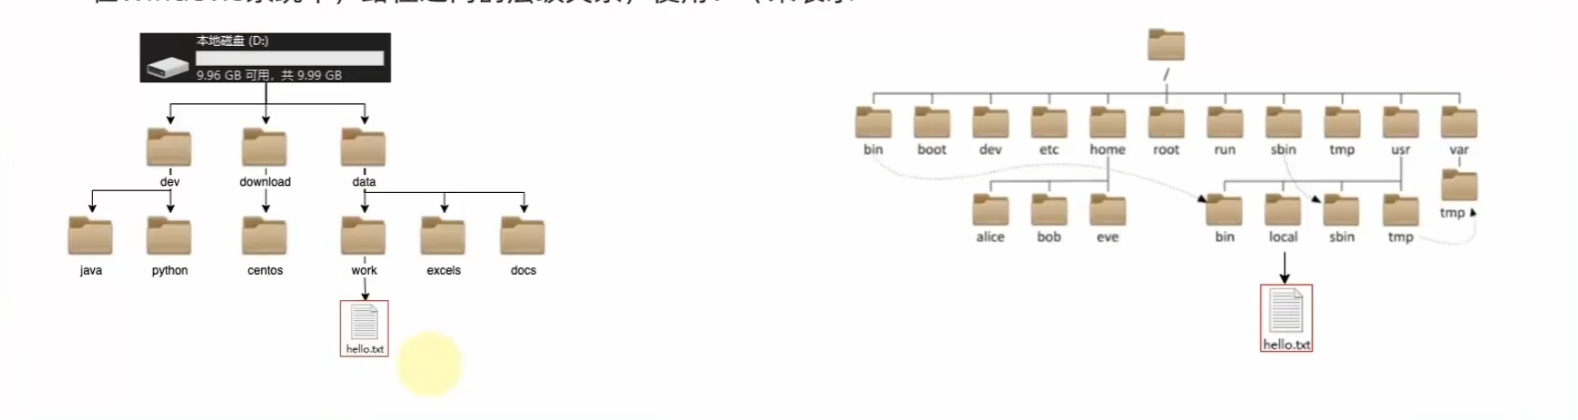 本地磁盘 (D:)
9.96 GB 可用，共 9.99 GB
dev download data
java python centos work excels docs
hello.txt
/
bin boot dev etc home root run sbin tmp usr var
tmp
alice bob eve bin local sbin tmp
hello.txt